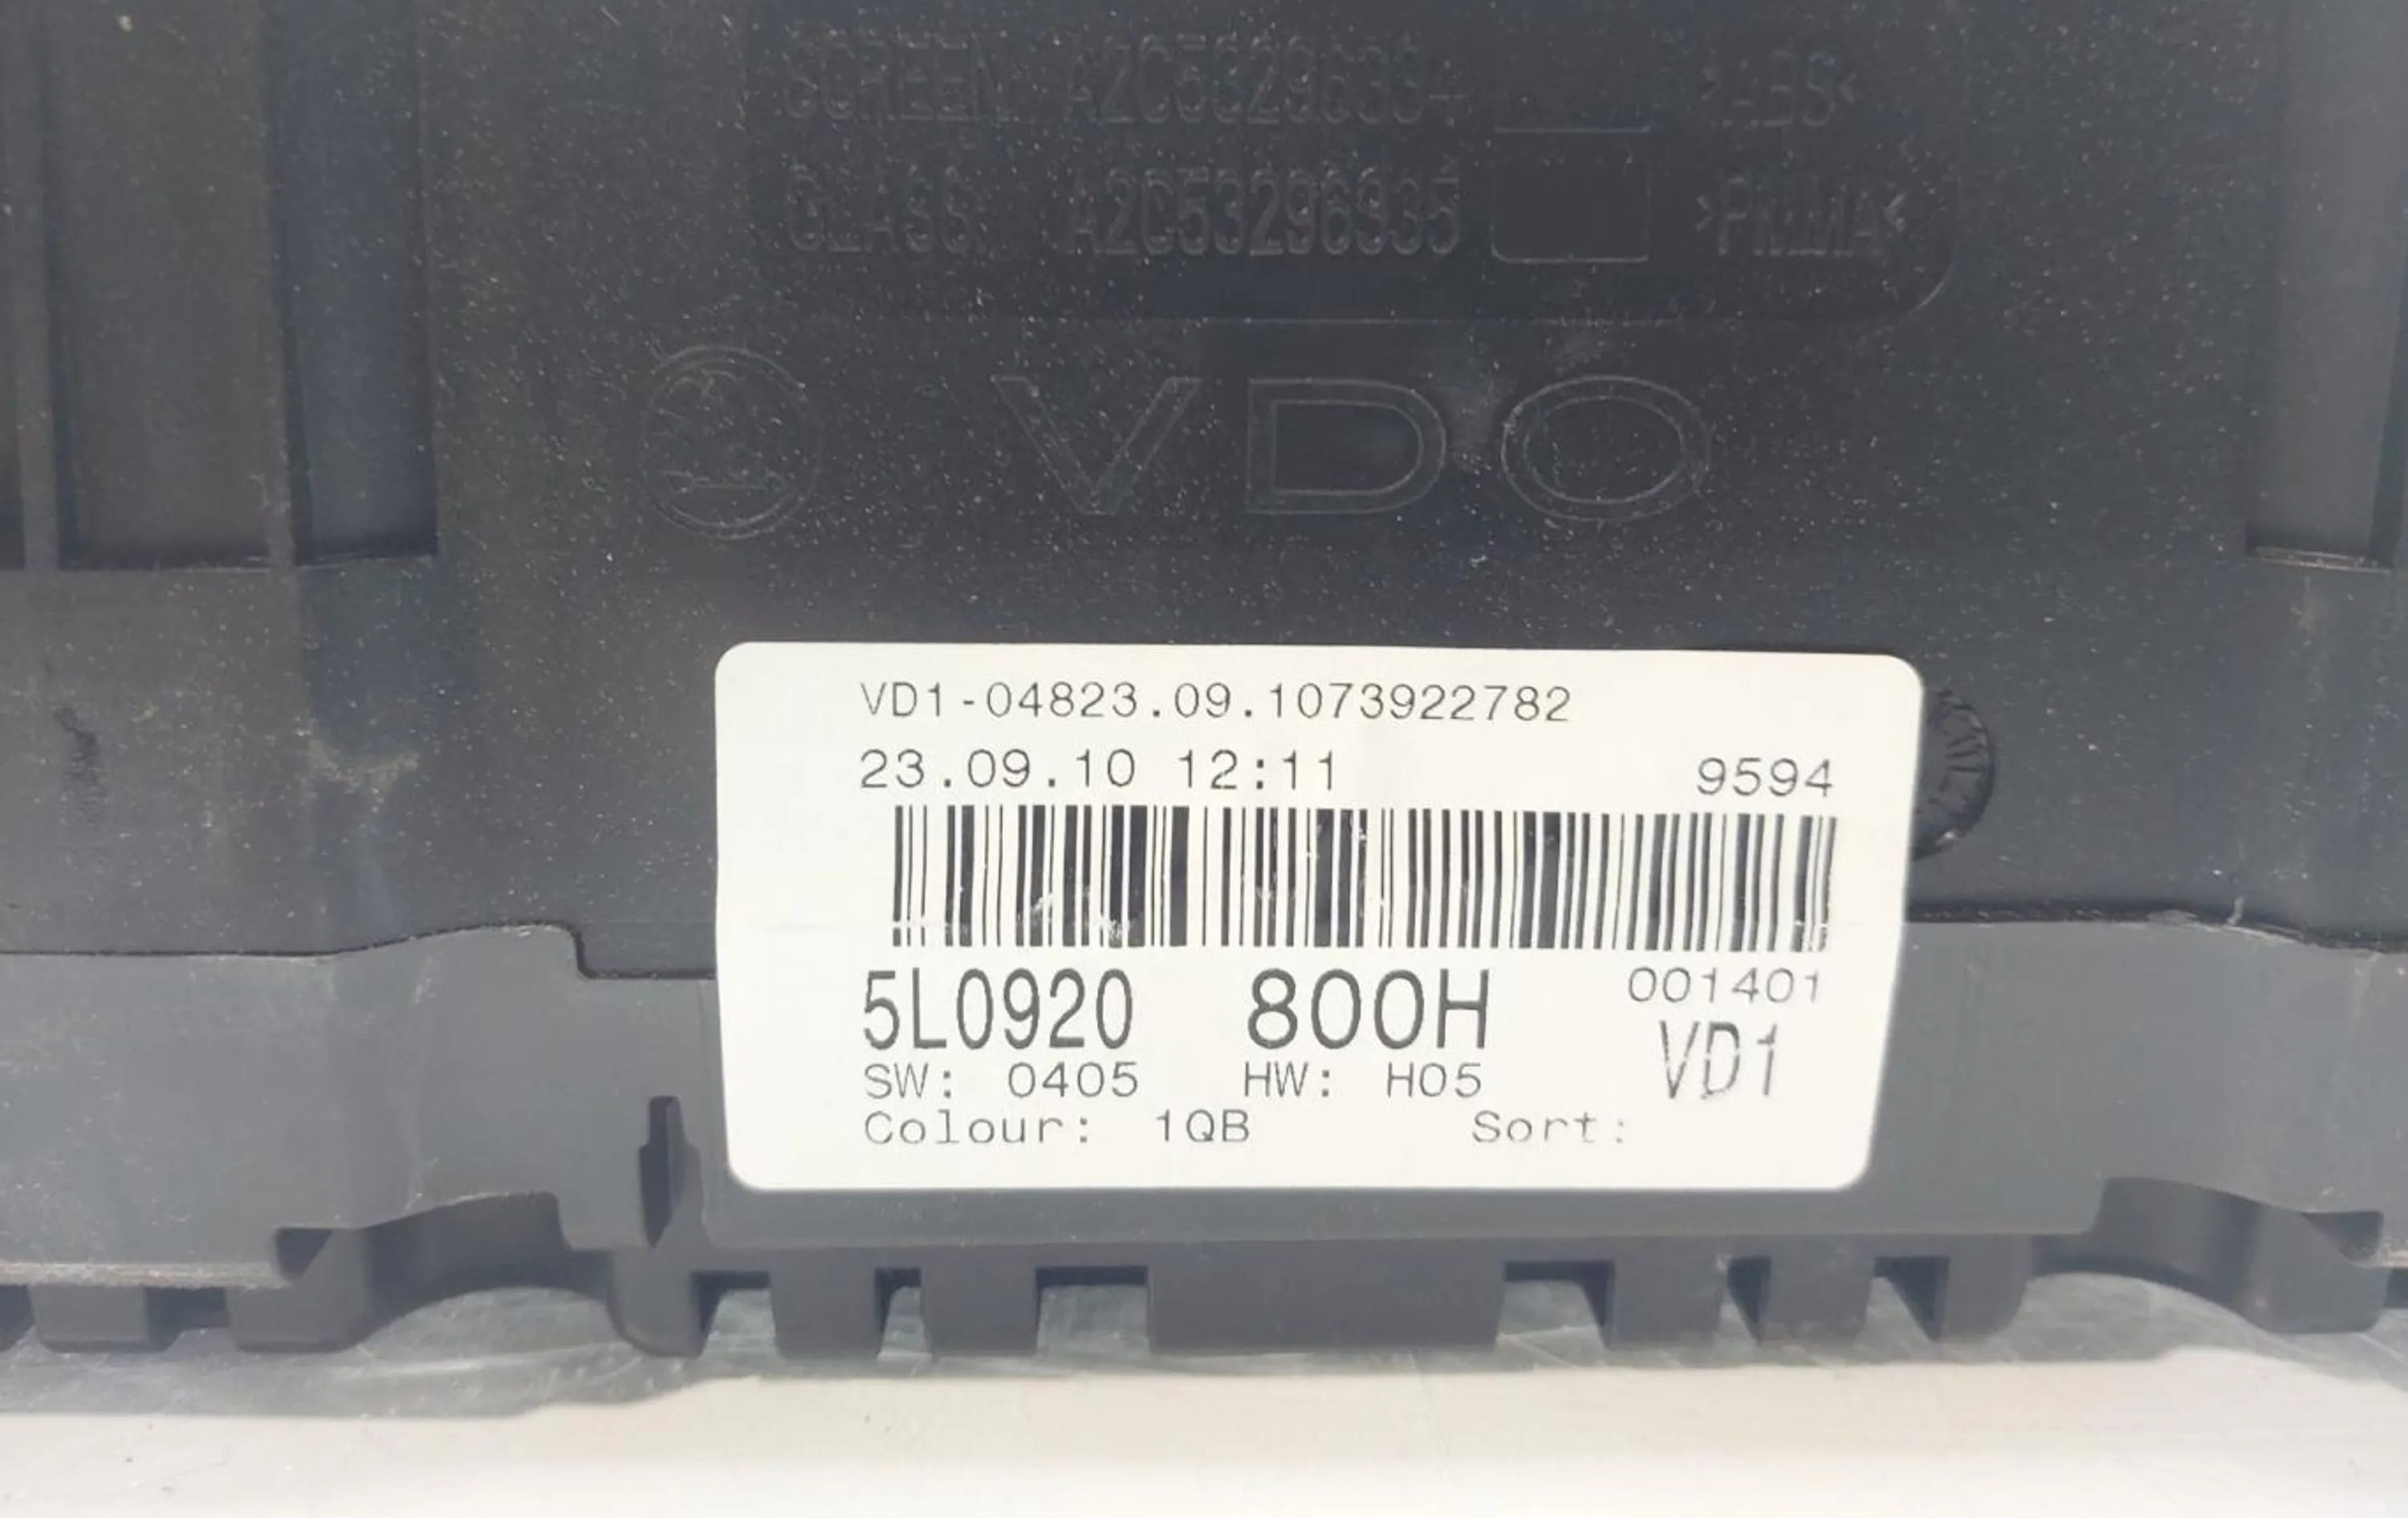 SCREEN A2C53296334 >ABS<
GLASS A2C53296335 >PMMA<
VDO
VD1-04823.09.1073922782
23.09.10 12:11 9594
5L0920 800H 001401
VD1
SW: 0405 HW: H05
Colour: 1QB Sort: